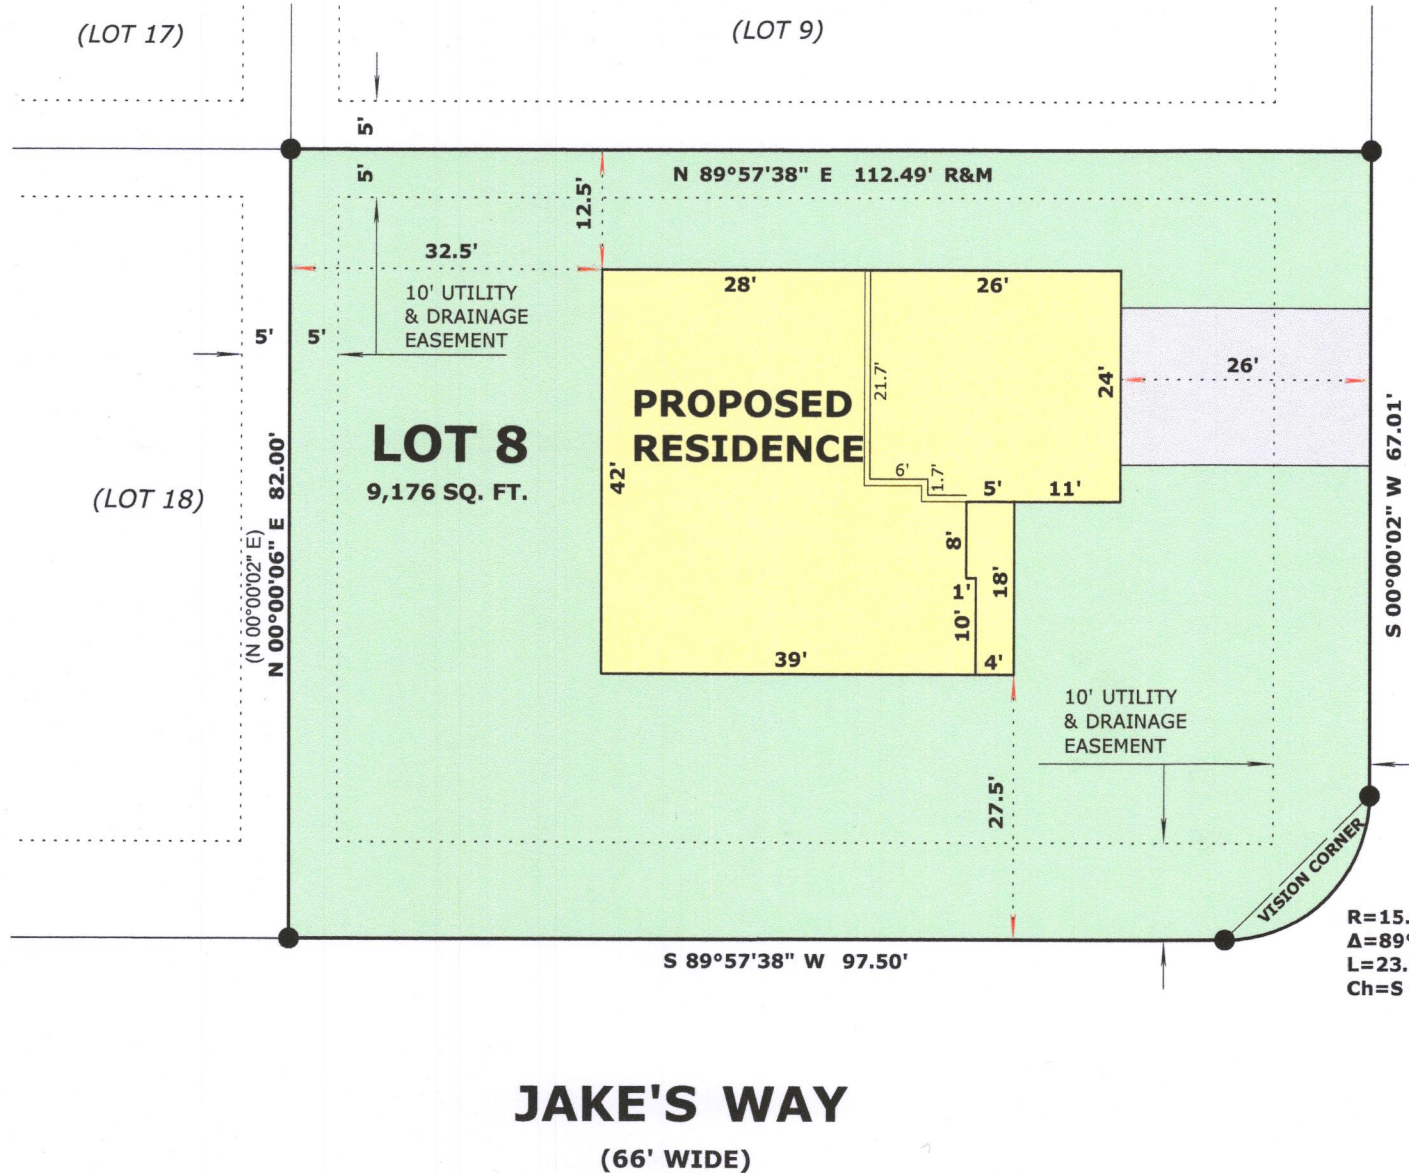 (LOT 17)
(LOT 9)
5'
5'
N 89°57'38" E 112.49' R&M
12.5'
32.5'
28'
26'
10' UTILITY
& DRAINAGE
EASEMENT
5'
5'
21.7'
24'
26'
PROPOSED
RESIDENCE
LOT 8
9,176 SQ. FT.
42'
6'
1.7'
5'
11'
(LOT 18)
(N 00°00'02" E)
N 00°00'06" E 82.00'
S 00°00'02" W 67.01'
8'
18'
1'
10'
39'
4'
10' UTILITY
& DRAINAGE
EASEMENT
27.5'
VISION CORNER
R=15.
Δ=89°
L=23.
Ch=S
S 89°57'38" W 97.50'
JAKE'S WAY
(66' WIDE)